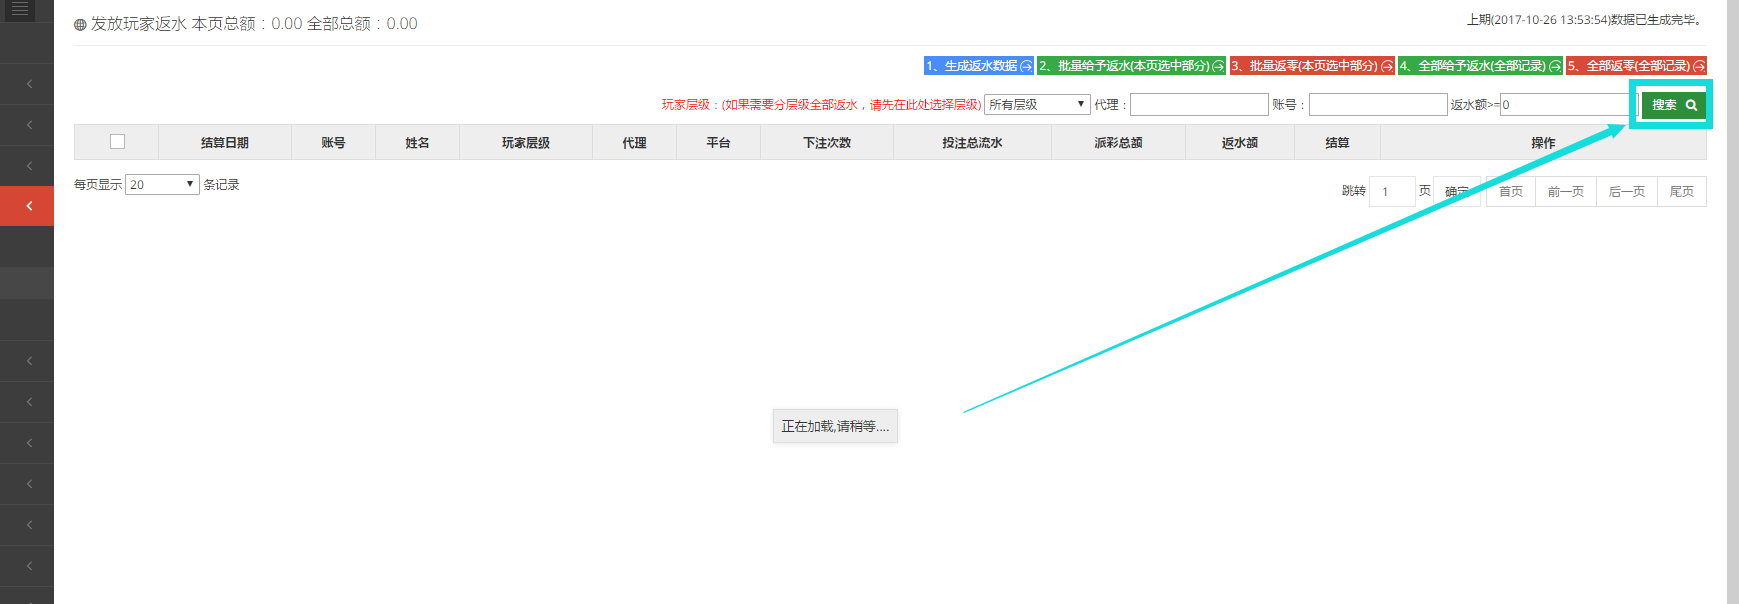 发放玩家返水 本页总额：0.00 全部总额：0.00
上期(2017-10-26 13:53:54)数据已生成完毕。
1、生成返水数据 2、批量给予返水(本页选中部分) 3、批量返零(本页选中部分) 4、全部给予返水(全部记录) 5、全部返零(全部记录)
玩家层级：(如果需要分层级全部返水，请先在此处选择层级) 所有层级 代理： 账号： 返水额>=0 搜索
结算日期 账号 姓名 玩家层级 代理 平台 下注次数 投注总流水 派彩总额 返水额 结算 操作
每页显示 20 条记录
跳转 1 页 确定 首页 前一页 后一页 尾页
正在加载,请稍等....